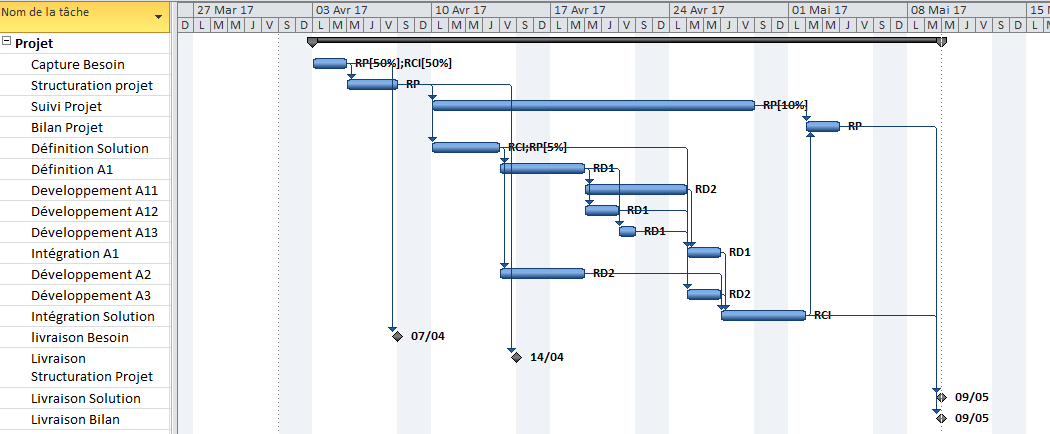 Nom de la tâche
27 Mar 17 03 Avr 17 10 Avr 17 17 Avr 17 24 Avr 17 01 Mai 17 08 Mai 17 15 M
D L M M J V S D L M M J V S D L M M J V S D L M M J V S D L M M J V S D L M M J V S D L M M J V S D L
Projet
Capture Besoin RP[50%];RCI[50%]
Structuration projet RP
Suivi Projet RP[10%]
Bilan Projet RP
Définition Solution RCI;RP[5%]
Définition A1 RD1
Developpement A11 RD2
Développement A12 RD1
Développement A13 RD1
Intégration A1 RD1
Développement A2 RD2
Développement A3 RD2
Intégration Solution RCI
livraison Besoin 07/04
Livraison 14/04
Structuration Projet
Livraison Solution 09/05
Livraison Bilan 09/05